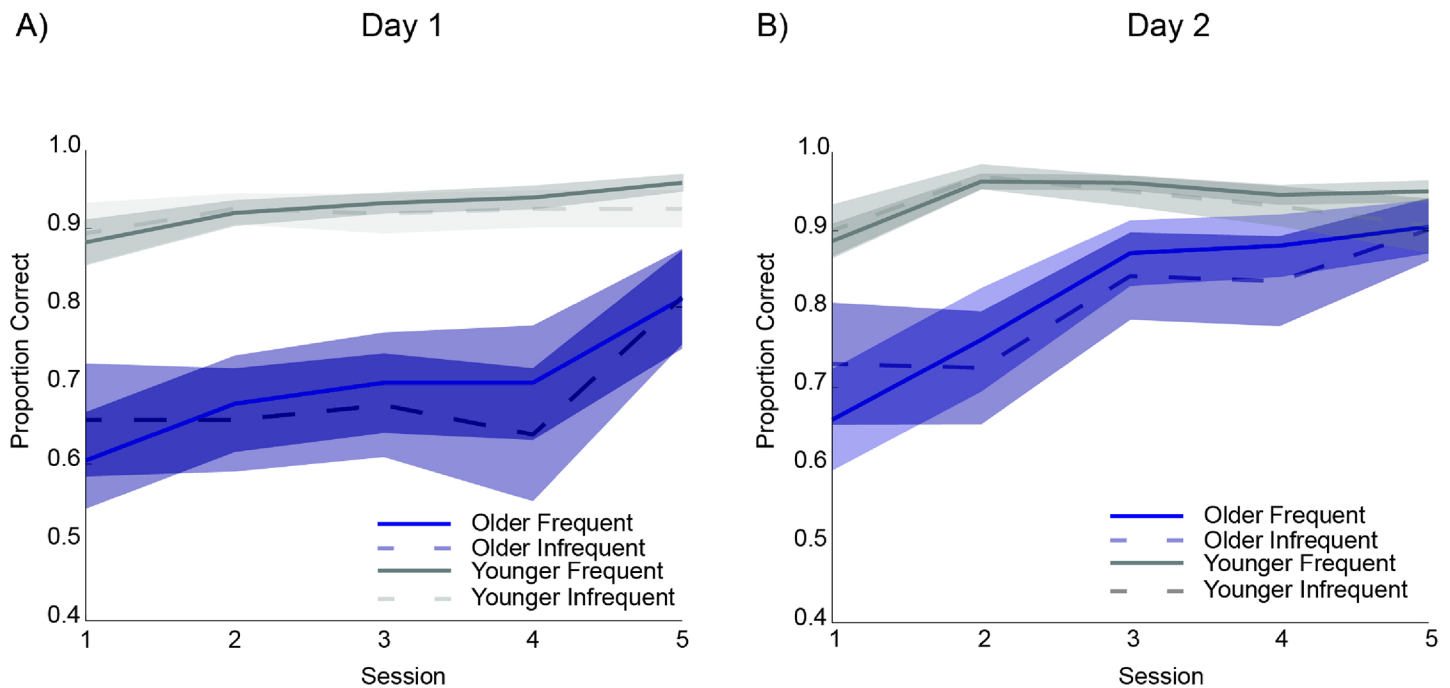 A)
Day 1
Proportion Correct
1.0
0.9
0.8
0.7
0.6
0.5
0.4
1 2 3 4 5
Session
Older Frequent
Older Infrequent
Younger Frequent
Younger Infrequent
B)
Day 2
Proportion Correct
1.0
0.9
0.8
0.7
0.6
0.5
0.4
1 2 3 4 5
Session
Older Frequent
Older Infrequent
Younger Frequent
Younger Infrequent